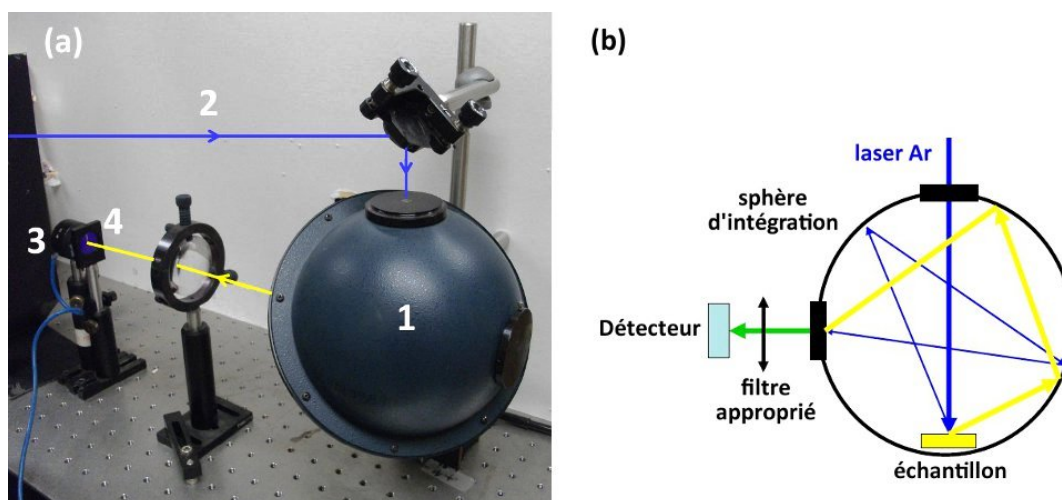 (a)
2
3
4
1
(b)
laser Ar
sphère
d'intégration
Détecteur
filtre
approprié
échantillon